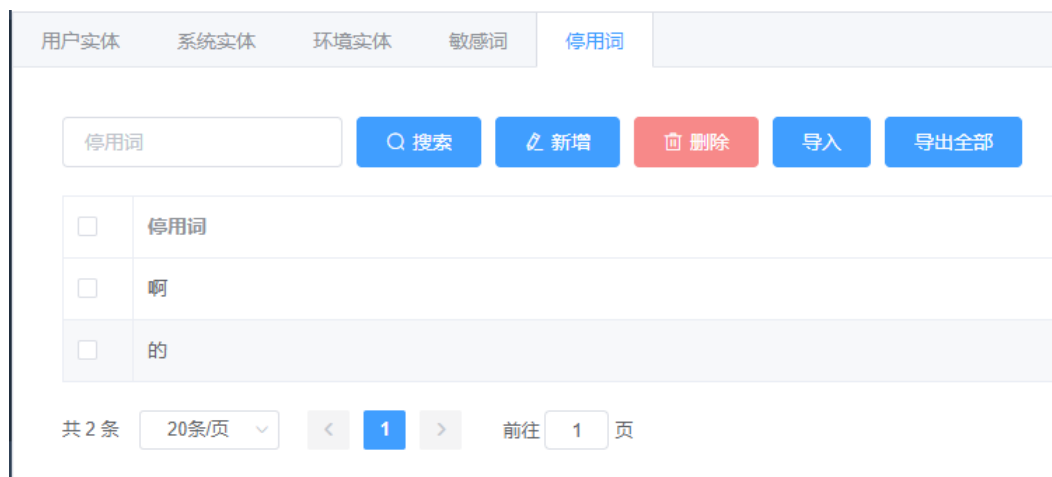 用户实体 系统实体 环境实体 敏感词 停用词
停用词 搜索 新增 删除 导入 导出全部
停用词
啊
的
共 2 条 20条/页 1 前往 1 页